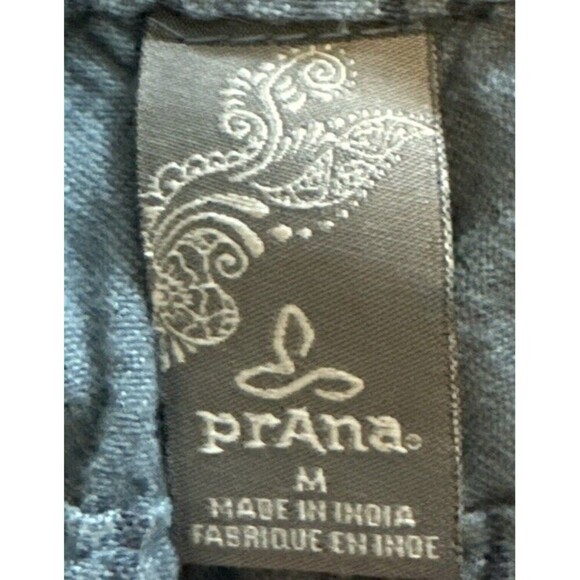 prAna®
M
MADE IN INDIA
FABRIQUE EN INDE